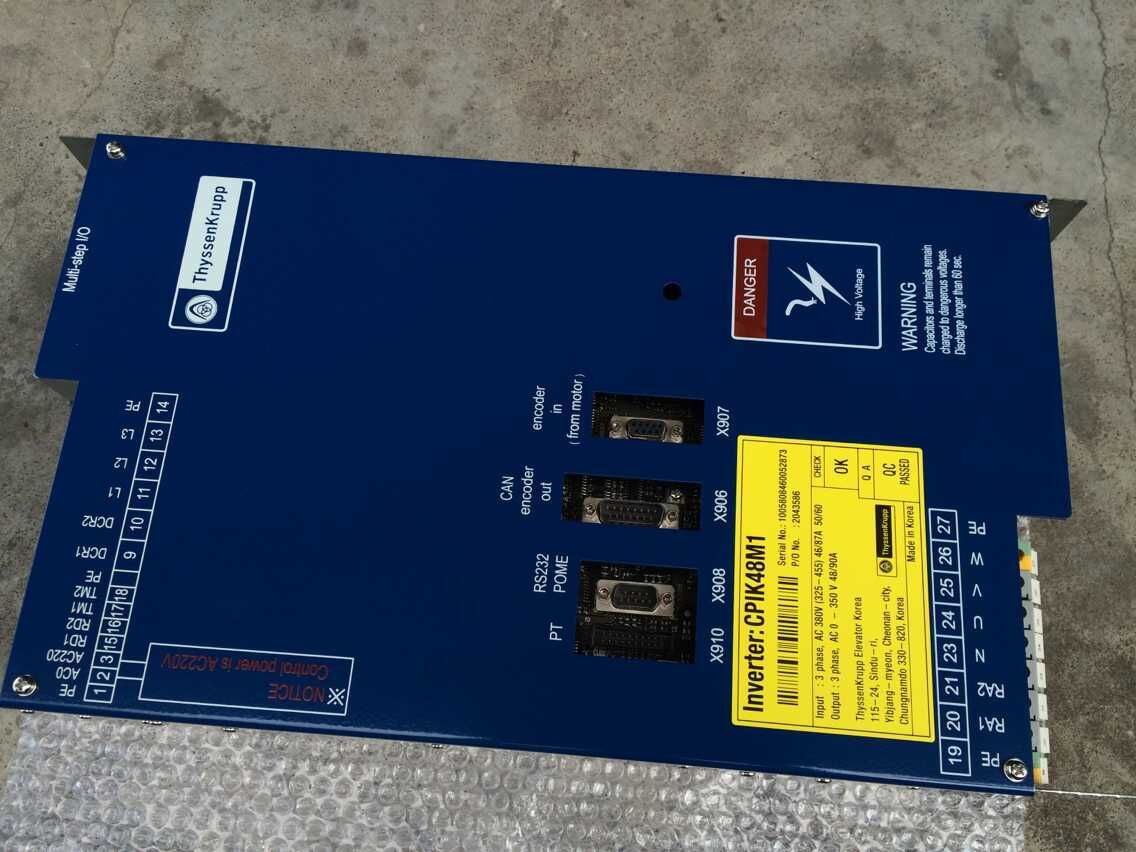 Multi-step I/O
ThyssenKrupp
DANGER
High Voltage
WARNING
Capacitors and terminals remain
charged to dangerous voltages.
Discharge longer than 60 sec.
PE
L3
L2
L1
DCR2
DCR1
PE
TM2
TM1
RD2
RD1
AC220
AC0
PE
14
13
12
11
10
9
18
17
16
15
3
2
1
※NOTICE
Control power is AC220V
encoder
in
(from motor)
X907
CAN
encoder
out
X906
RS232
POME
X908
PT
X910
Inverter: CPIK48M1
Serial No.: 1005808460052873
P/O No. : 2043586
Input : 3 phase, AC 380V (325-455) 46/87A 50/60
Output : 3 phase, AC 0 - 350 V 48/90A
ThyssenKrupp Elevator Korea
115-24, Sindu-ri,
Yibjang-myeon, Cheonan-city,
Chungnamdo 330-820, Korea
CHECK
OK
Q A
QC
PASSED
ThyssenKrupp
Made in Korea
27
26
25
24
23
21
20
19
PE
W
V
U
N
RA2
RA1
PE